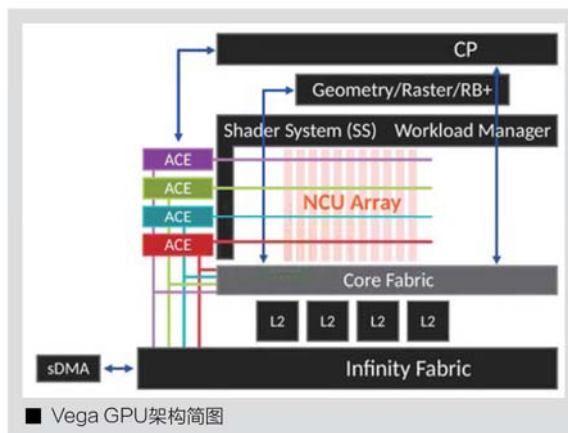 CP
Geometry/Raster/RB+
Shader System (SS) Workload Manager
ACE
ACE
NCU Array
ACE
ACE
Core Fabric
L2 L2 L2 L2
sDMA
Infinity Fabric
■ Vega GPU架构简图